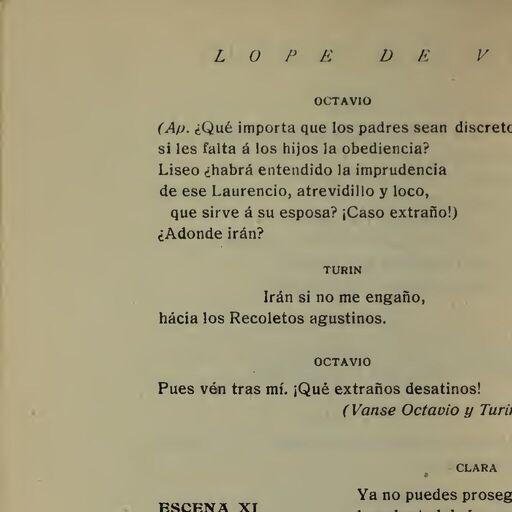 LOPE DE V
OCTAVIO
(Ap. ¿Qué importa que los padres sean discreto
si les falta á los hijos la obediencia?
Liseo ¿habrá entendido la imprudencia
de ese Laurencio, atrevidillo y loco,
que sirve á su esposa? ¡Caso extraño!)
¿Adonde irán?
TURIN
Irán si no me engaño,
hácia los Recoletos agustinos.
OCTAVIO
Pues vén tras mí. ¡Qué extraños desatinos!
(Vanse Octavio y Turin
CLARA
Ya no puedes proseg
ESCENA XI